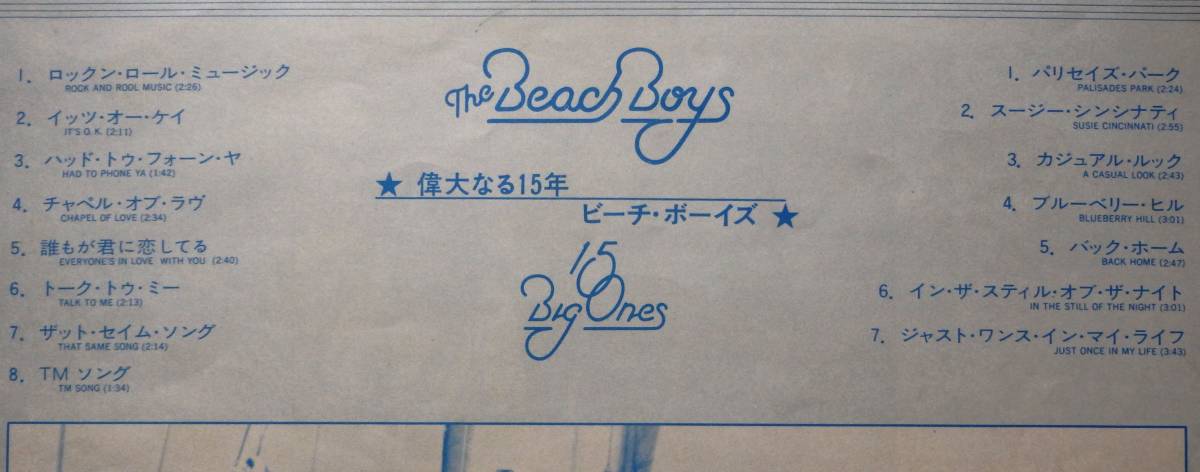 1. ロックン・ロール・ミュージック
ROCK AND ROOL MUSIC (2:26)
2. イッツ・オー・ケイ
IT'S O. K. (2:11)
3. ハッド・トゥ・フォーン・ヤ
HAD TO PHONE YA (1:42)
4. チャペル・オブ・ラヴ
CHAPEL OF LOVE (2:34)
5. 誰もが君に恋してる
EVERYONE'S IN LOVE WITH YOU (2:40)
6. トーク・トゥ・ミー
TALK TO ME (2:13)
7. ザット・セイム・ソング
THAT SAME SONG (2:14)
8. TM ソング
TM SONG (1:34)
The Beach Boys
★ 偉大なる15年
ビーチ・ボーイズ ★
15
Big Ones
1. パリセイズ・パーク
PALISADES PARK (2:24)
2. スージー・シンシナティ
SUSIE CINCINNATI (2:55)
3. カジュアル・ルック
A CASUAL LOOK (2:43)
4. ブルーベリー・ヒル
BLUEBERRY HILL (3:01)
5. バック・ホーム
BACK HOME (2:47)
6. イン・ザ・スティル・オブ・ザ・ナイト
IN THE STILL OF THE NIGHT (3:01)
7. ジャスト・ワンス・イン・マイ・ライフ
JUST ONCE IN MY LIFE (3:43)